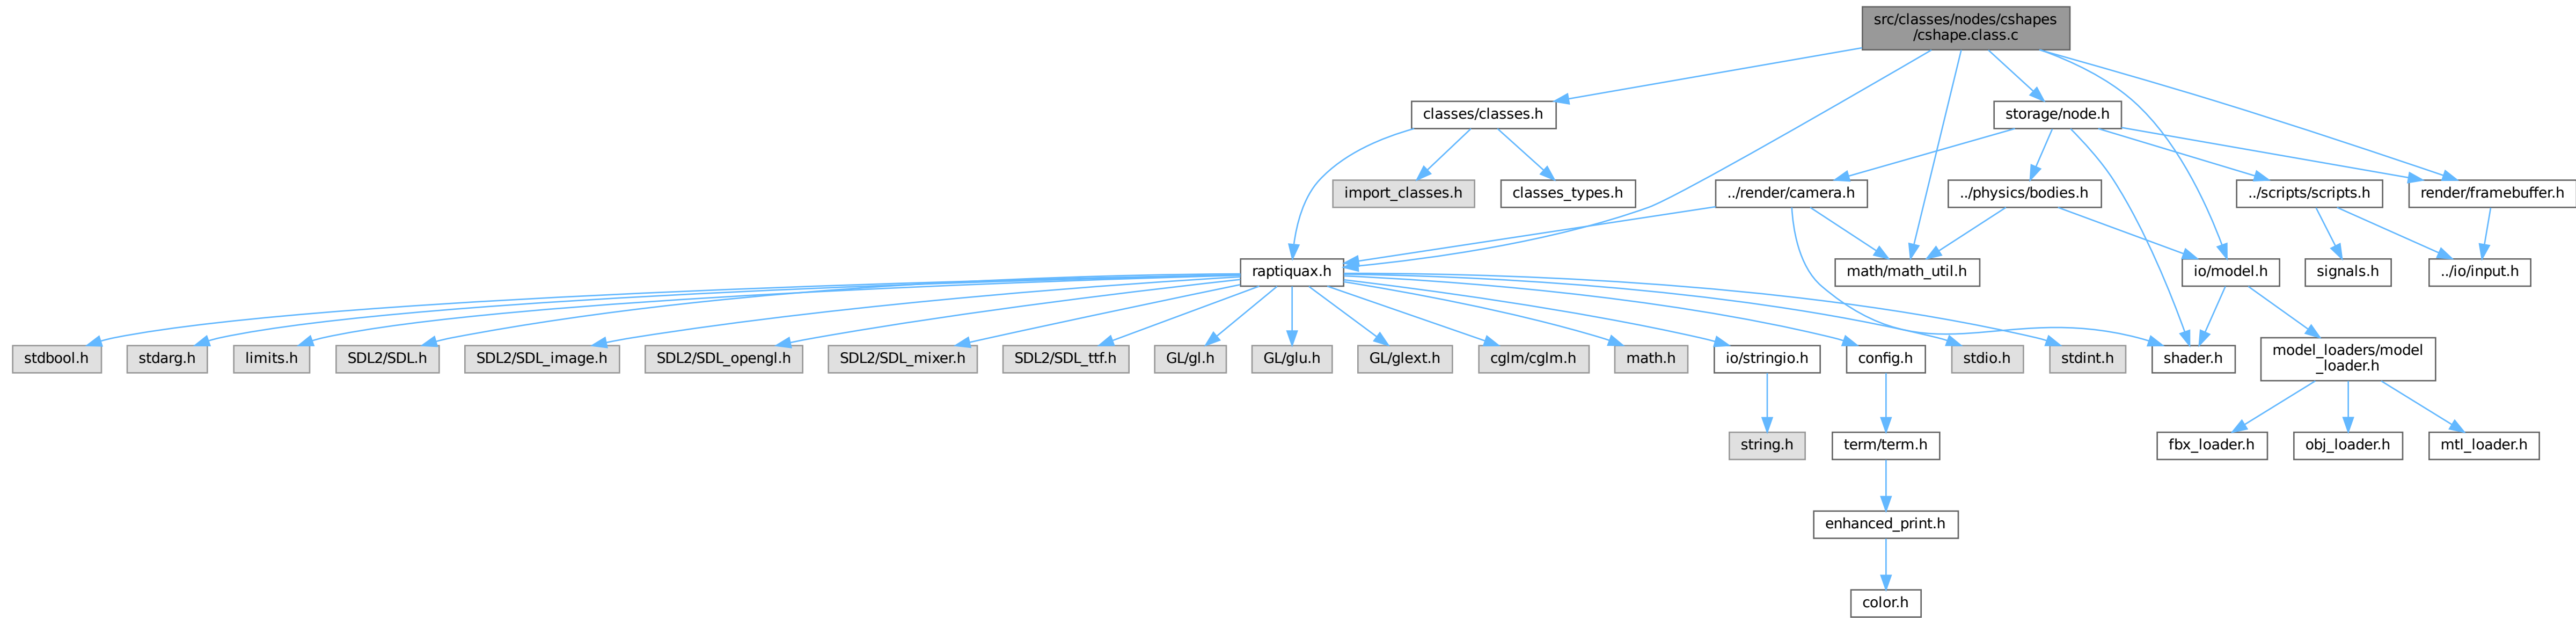 src/classes/nodes/cshapes
/cshape.class.c
classes/classes.h
storage/node.h
import_classes.h
classes_types.h
../render/camera.h
../physics/bodies.h
../scripts/scripts.h
render/framebuffer.h
raptiquax.h
math/math_util.h
io/model.h
signals.h
../io/input.h
stdbool.h
stdarg.h
limits.h
SDL2/SDL.h
SDL2/SDL_image.h
SDL2/SDL_opengl.h
SDL2/SDL_mixer.h
SDL2/SDL_ttf.h
GL/gl.h
GL/glu.h
GL/glext.h
cglm/cglm.h
math.h
io/stringio.h
config.h
stdio.h
stdint.h
shader.h
model_loaders/model
_loader.h
string.h
term/term.h
fbx_loader.h
obj_loader.h
mtl_loader.h
enhanced_print.h
color.h